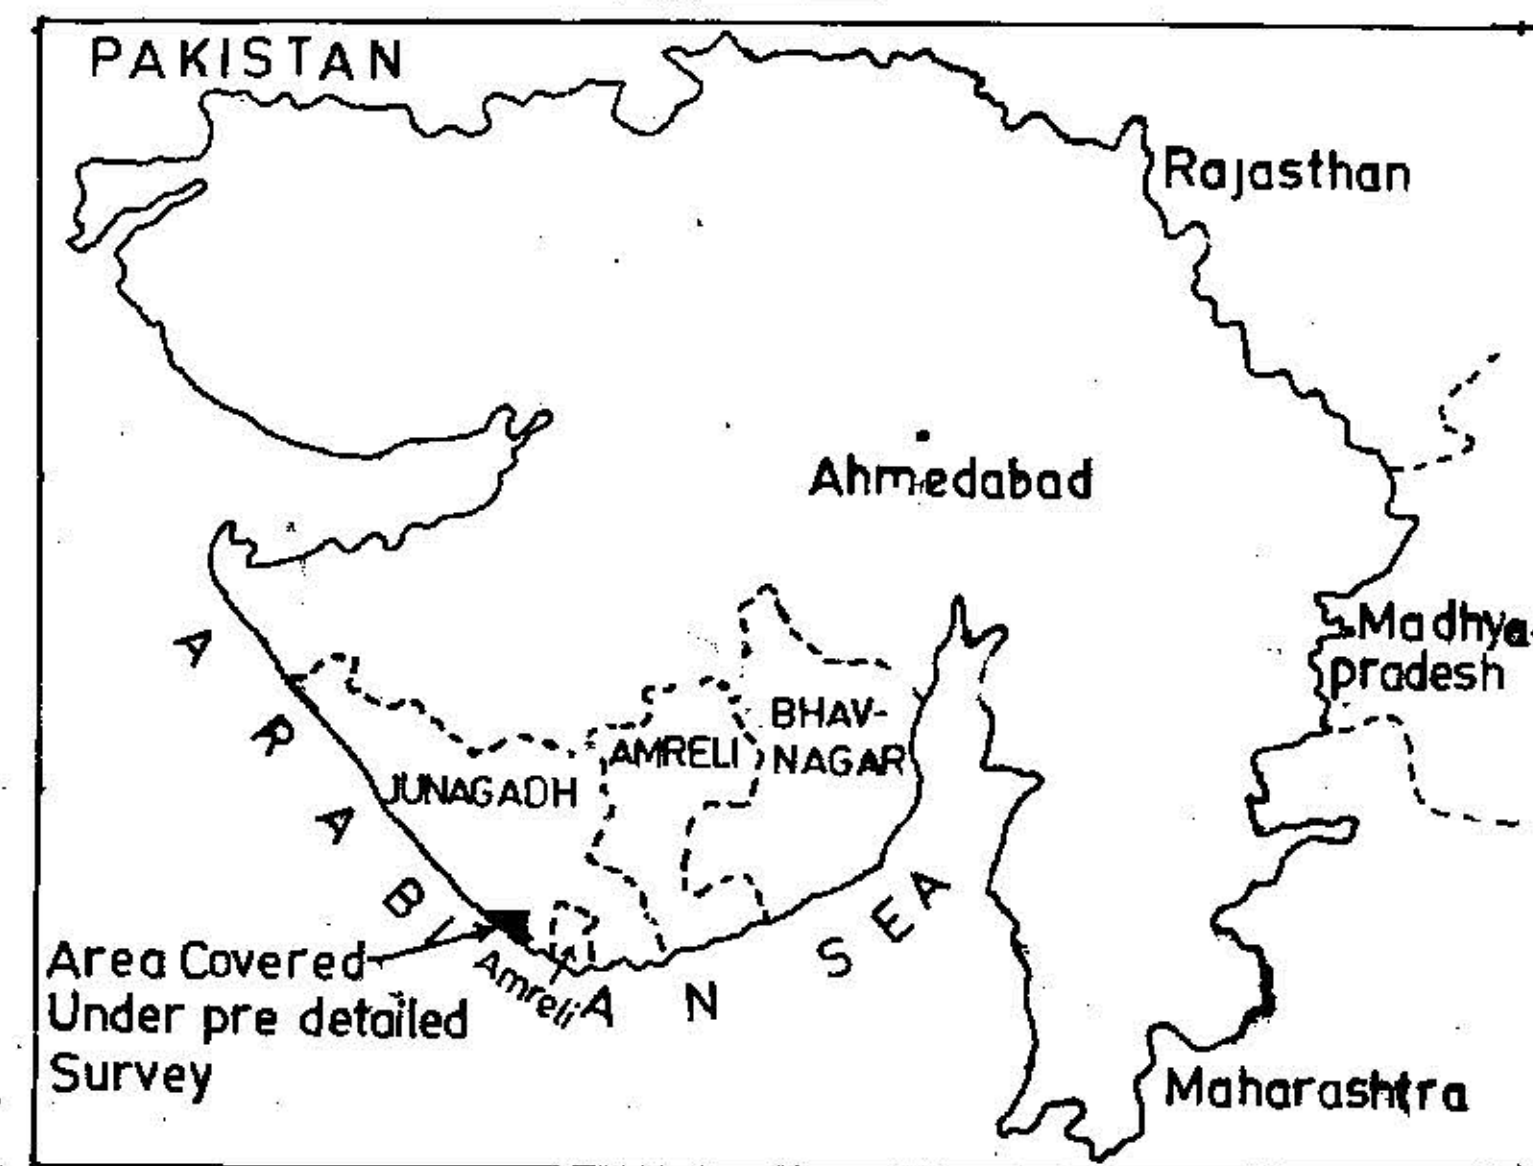 PAKISTAN
Rajasthan
Ahmedabad
Madhya-
pradesh
BHAV-
NAGAR
AMRELI
JUNAGADH
ARABIAN SEA
Area Covered
Under pre detailed
Survey
Amreli
Maharashtra